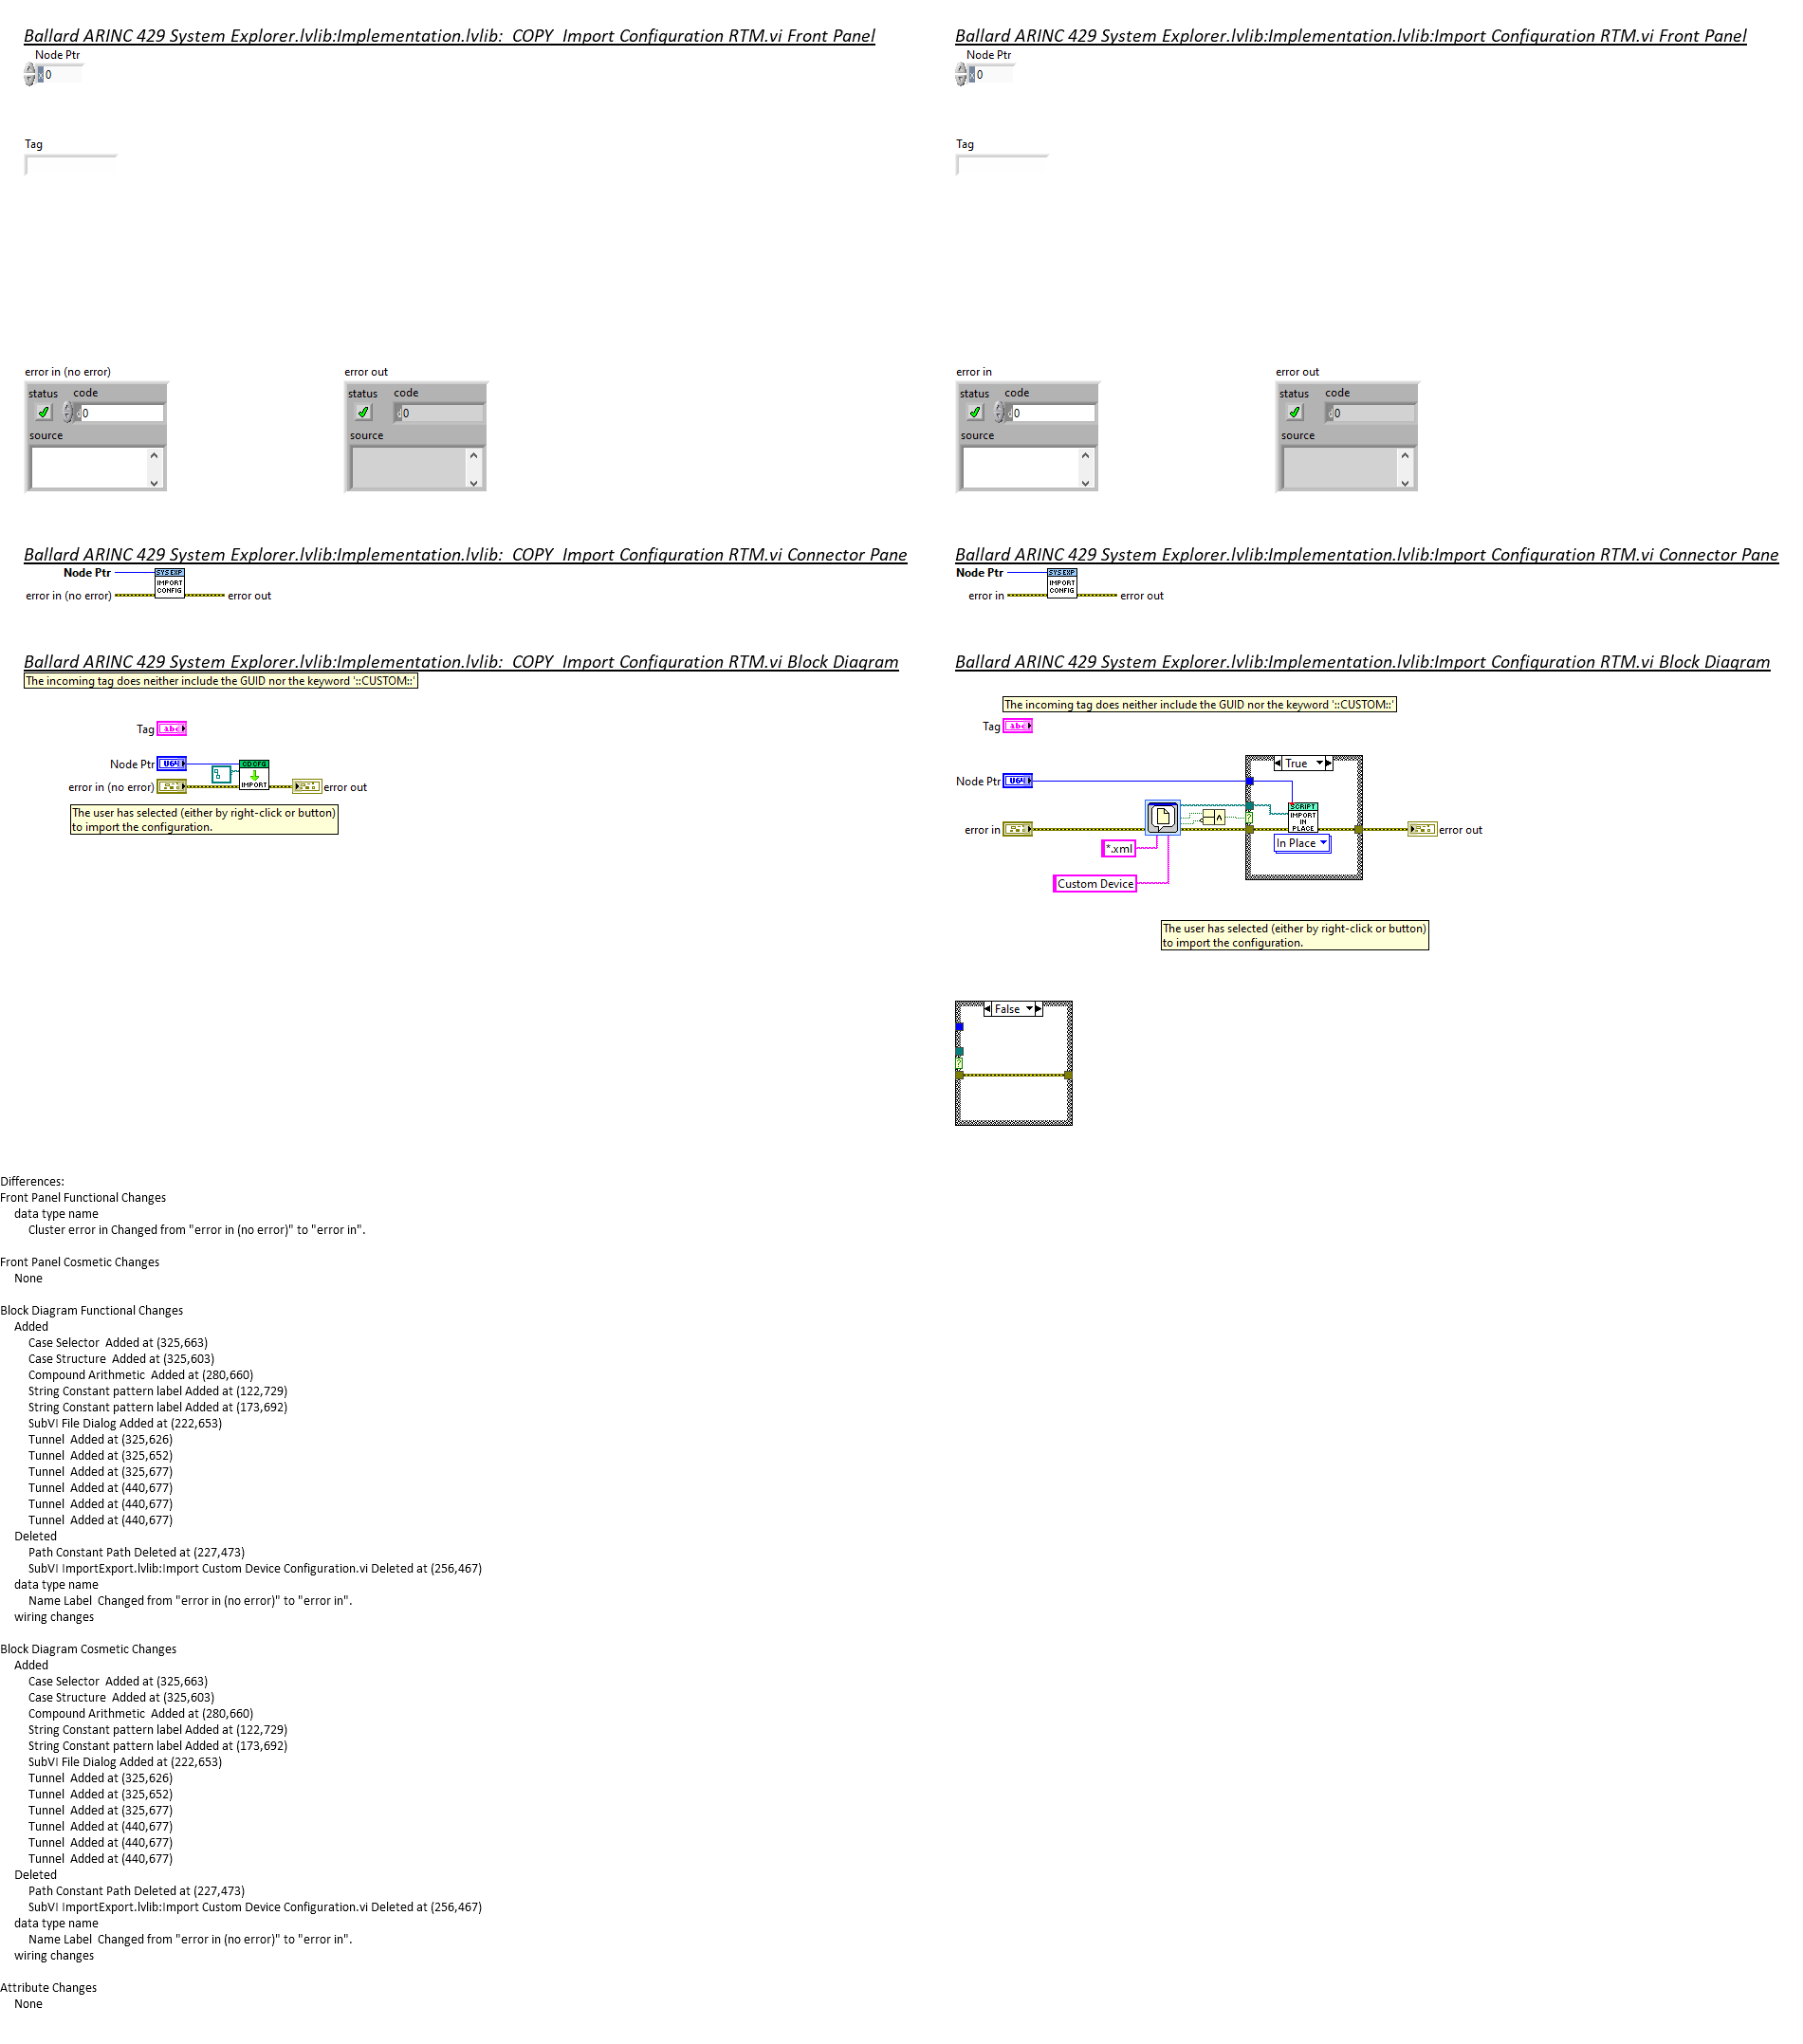 Ballard ARINC 429 System Explorer.lvlib:Implementation.lvlib:  COPY  Import Configuration RTM.vi Front Panel
Node Ptr
x 0
Tag
error in (no error)
status code
d 0
source
error out
status code
d 0
source
Ballard ARINC 429 System Explorer.lvlib:Implementation.lvlib:  COPY  Import Configuration RTM.vi Connector Pane
Node Ptr
SYS EXP
IMPORT
CONFIG
error in (no error)
error out
Ballard ARINC 429 System Explorer.lvlib:Implementation.lvlib:  COPY  Import Configuration RTM.vi Block Diagram
The incoming tag does neither include the GUID nor the keyword '::CUSTOM::'
Tag abc
Node Ptr U64
CD CFG
IMPORT
error in (no error)
error out
The user has selected (either by right-click or button)
to import the configuration.
Ballard ARINC 429 System Explorer.lvlib:Implementation.lvlib:Import Configuration RTM.vi Front Panel
Node Ptr
x 0
Tag
error in
status code
d 0
source
error out
status code
d 0
source
Ballard ARINC 429 System Explorer.lvlib:Implementation.lvlib:Import Configuration RTM.vi Connector Pane
Node Ptr
SYS EXP
IMPORT
CONFIG
error in
error out
Ballard ARINC 429 System Explorer.lvlib:Implementation.lvlib:Import Configuration RTM.vi Block Diagram
The incoming tag does neither include the GUID nor the keyword '::CUSTOM::'
Tag abc
True
Node Ptr U64
SCRIPT
IMPORT
IN
PLACE
?
error in
error out
In Place
*.xml
Custom Device
The user has selected (either by right-click or button)
to import the configuration.
False
?
Differences:
Front Panel Functional Changes
data type name
Cluster error in Changed from "error in (no error)" to "error in".
Front Panel Cosmetic Changes
None
Block Diagram Functional Changes
Added
Case Selector  Added at (325,663)
Case Structure  Added at (325,603)
Compound Arithmetic  Added at (280,660)
String Constant pattern label Added at (122,729)
String Constant pattern label Added at (173,692)
SubVI File Dialog Added at (222,653)
Tunnel  Added at (325,626)
Tunnel  Added at (325,652)
Tunnel  Added at (325,677)
Tunnel  Added at (440,677)
Tunnel  Added at (440,677)
Tunnel  Added at (440,677)
Deleted
Path Constant Path Deleted at (227,473)
SubVI ImportExport.lvlib:Import Custom Device Configuration.vi Deleted at (256,467)
data type name
Name Label  Changed from "error in (no error)" to "error in".
wiring changes
Block Diagram Cosmetic Changes
Added
Case Selector  Added at (325,663)
Case Structure  Added at (325,603)
Compound Arithmetic  Added at (280,660)
String Constant pattern label Added at (122,729)
String Constant pattern label Added at (173,692)
SubVI File Dialog Added at (222,653)
Tunnel  Added at (325,626)
Tunnel  Added at (325,652)
Tunnel  Added at (325,677)
Tunnel  Added at (440,677)
Tunnel  Added at (440,677)
Tunnel  Added at (440,677)
Deleted
Path Constant Path Deleted at (227,473)
SubVI ImportExport.lvlib:Import Custom Device Configuration.vi Deleted at (256,467)
data type name
Name Label  Changed from "error in (no error)" to "error in".
wiring changes
Attribute Changes
None